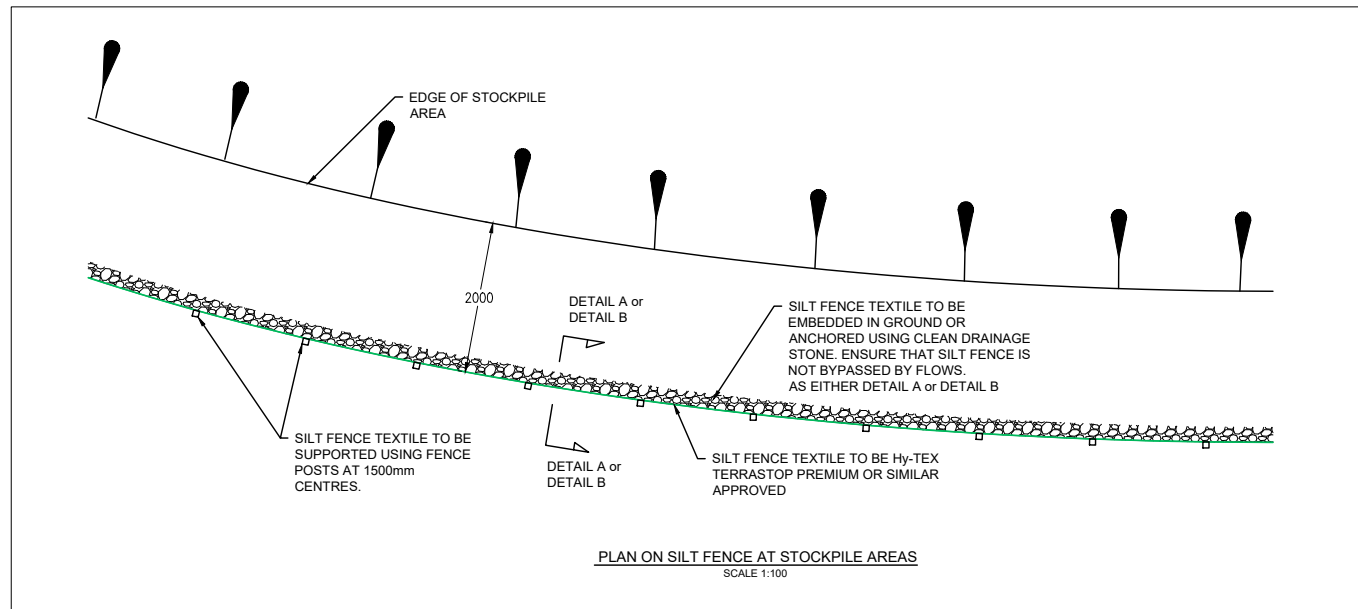 EDGE OF STOCKPILE
AREA
2000
DETAIL A or
DETAIL B
SILT FENCE TEXTILE TO BE
EMBEDDED IN GROUND OR
ANCHORED USING CLEAN DRAINAGE
STONE. ENSURE THAT SILT FENCE IS
NOT BYPASSED BY FLOWS.
AS EITHER DETAIL A or DETAIL B
SILT FENCE TEXTILE TO BE
SUPPORTED USING FENCE
POSTS AT 1500mm
CENTRES.
DETAIL A or
DETAIL B
SILT FENCE TEXTILE TO BE Hy-TEX
TERRASTOP PREMIUM OR SIMILAR
APPROVED
PLAN ON SILT FENCE AT STOCKPILE AREAS
SCALE 1:100